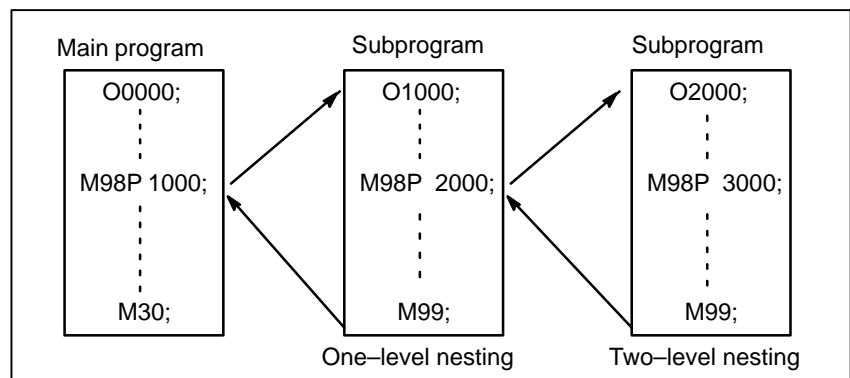 Main program
O0000;
M98P 1000;
M30;
Subprogram
O1000;
M98P 2000;
M99;
One–level nesting
Subprogram
O2000;
M98P 3000;
M99;
Two–level nesting